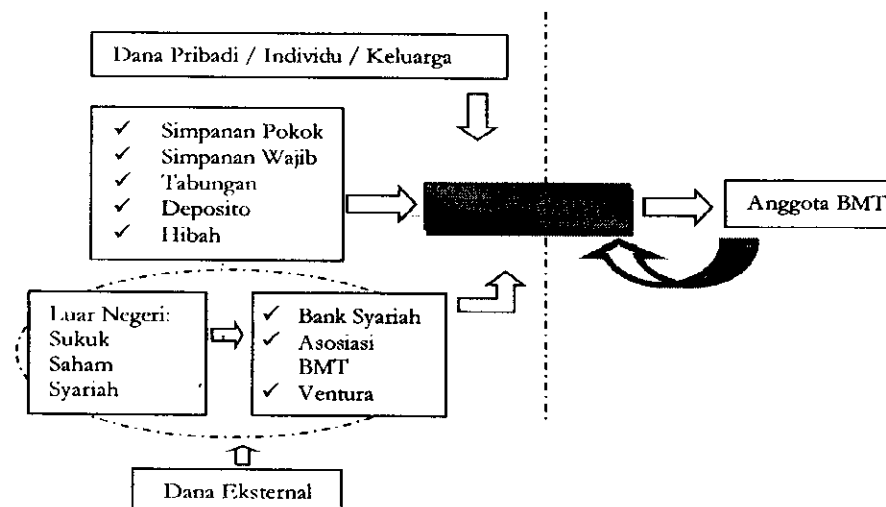 Dana Pribadi / Individu / Keluarga
✓ Simpanan Pokok
✓ Simpanan Wajib
✓ Tabungan
✓ Deposito
✓ Hibah
Anggota BMT
Luar Negeri:
Sukuk
Saham
Syariah
✓ Bank Syariah
✓ Asosiasi
BMT
✓ Ventura
Dana Eksternal